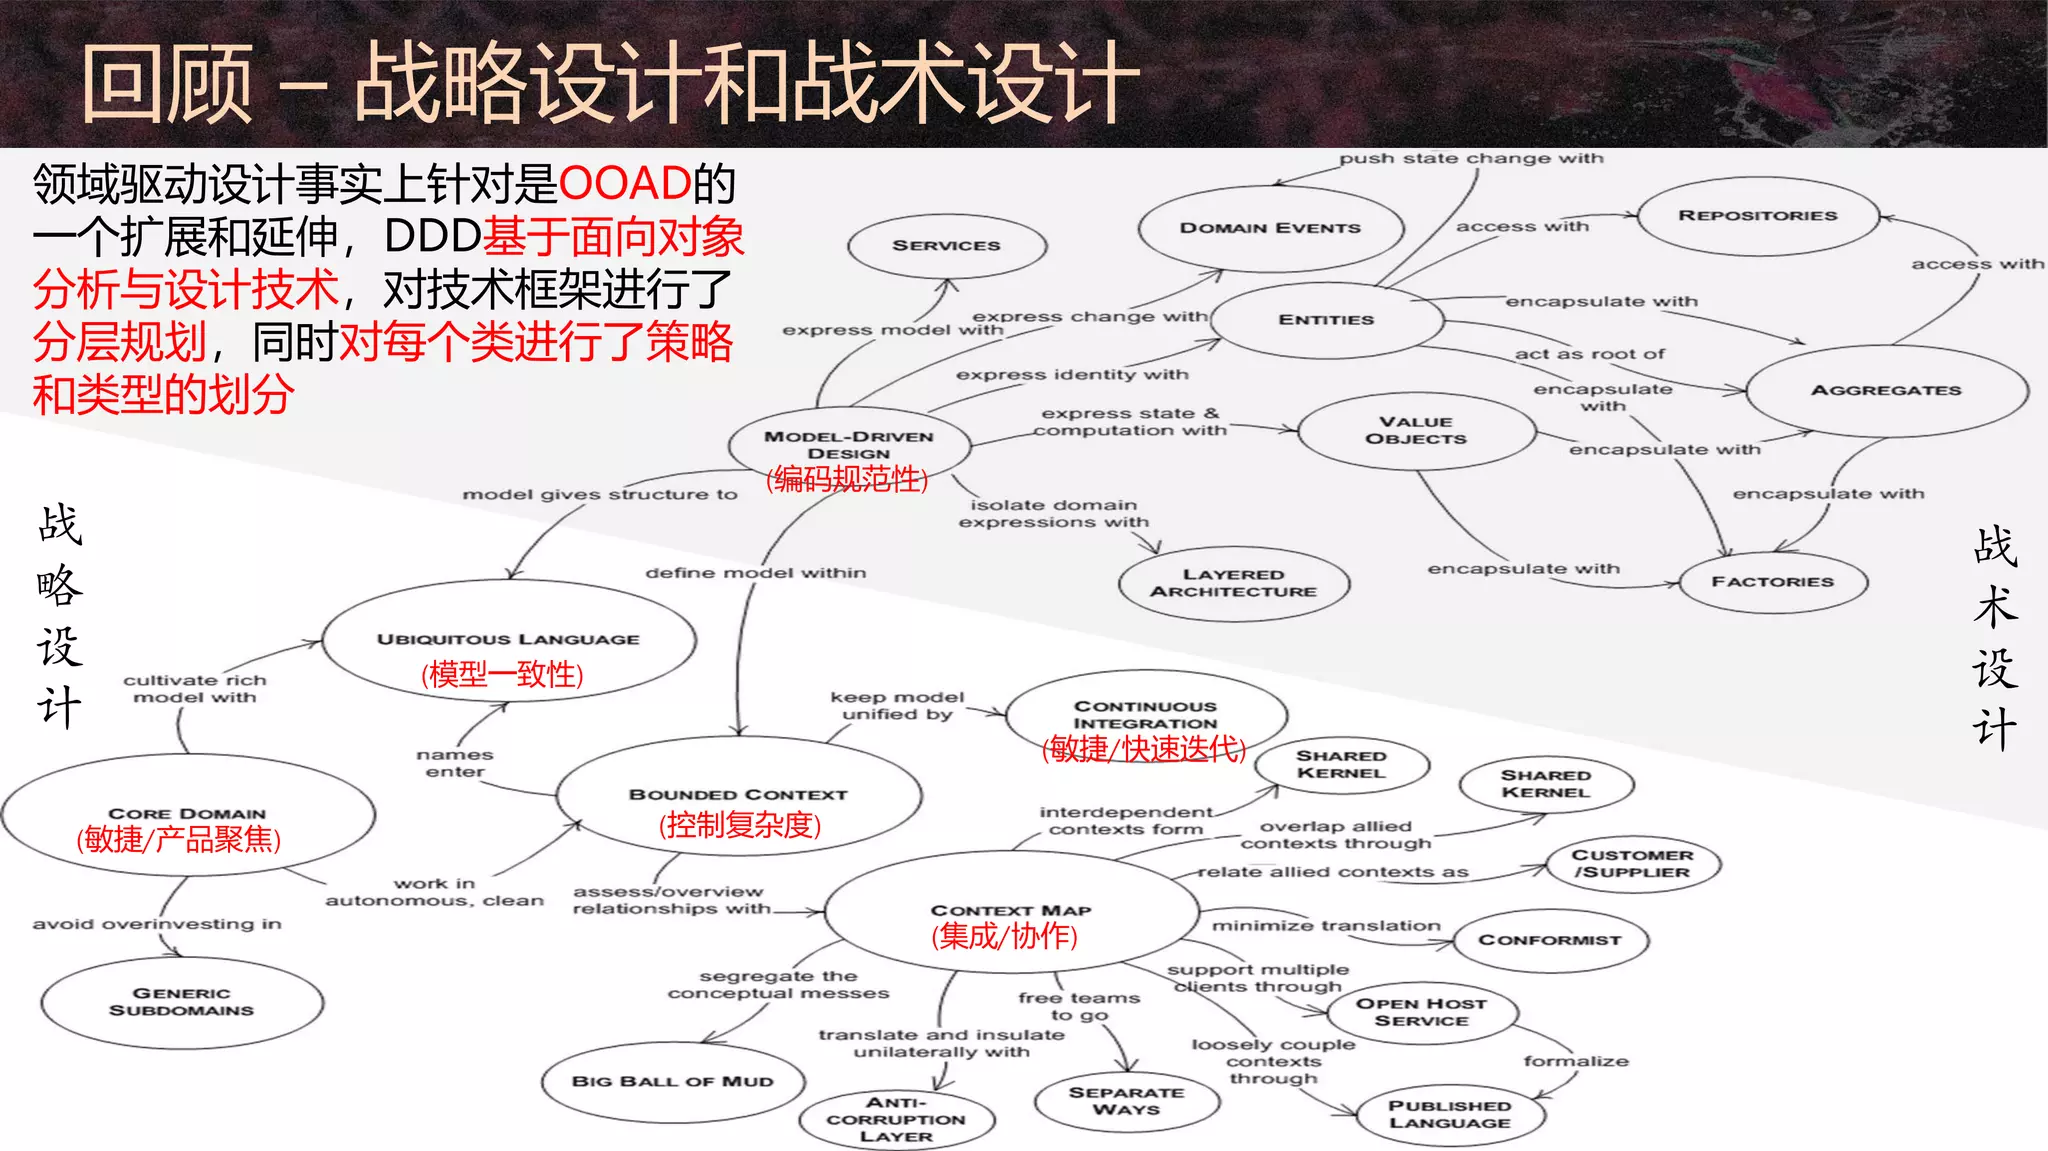 回顾 – 战略设计和战术设计
领域驱动设计事实上针对是OOAD的
一个扩展和延伸，DDD基于面向对象
分析与设计技术，对技术框架进行了
分层规划，同时对每个类进行了策略
和类型的划分
push state change with
SERVICES
DOMAIN EVENTS
access with
REPOSITORIES
access with
express model with
express change with
ENTITIES
encapsulate with
express identity with
act as root of
encapsulate
with
AGGREGATES
express state &
computation with
VALUE
OBJECTS
encapsulate with
MODEL-DRIVEN
DESIGN
(编码规范性)
model gives structure to
isolate domain
expressions with
encapsulate with
战
略
设
计
战
术
设
计
define model within
LAYERED
ARCHITECTURE
encapsulate with
FACTORIES
UBIQUITOUS LANGUAGE
(模型一致性)
cultivate rich
model with
keep model
unified by
CONTINUOUS
INTEGRATION
(敏捷/快速迭代)
names
enter
SHARED
KERNEL
SHARED
KERNEL
CORE DOMAIN
(敏捷/产品聚焦)
BOUNDED CONTEXT
(控制复杂度)
interdependent
contexts form
overlap allied
contexts through
relate allied contexts as
CUSTOMER
/SUPPLIER
work in
autonomous, clean
assess/overview
relationships with
CONTEXT MAP
(集成/协作)
minimize translation
CONFORMIST
avoid overinvesting in
GENERIC
SUBDOMAINS
segregate the
conceptual messes
free teams
to go
support multiple
clients through
OPEN HOST
SERVICE
translate and insulate
unilaterally with
loosely couple
contexts
through
formalize
BIG BALL OF MUD
ANTI-
CORRUPTION
LAYER
SEPARATE
WAYS
PUBLISHED
LANGUAGE